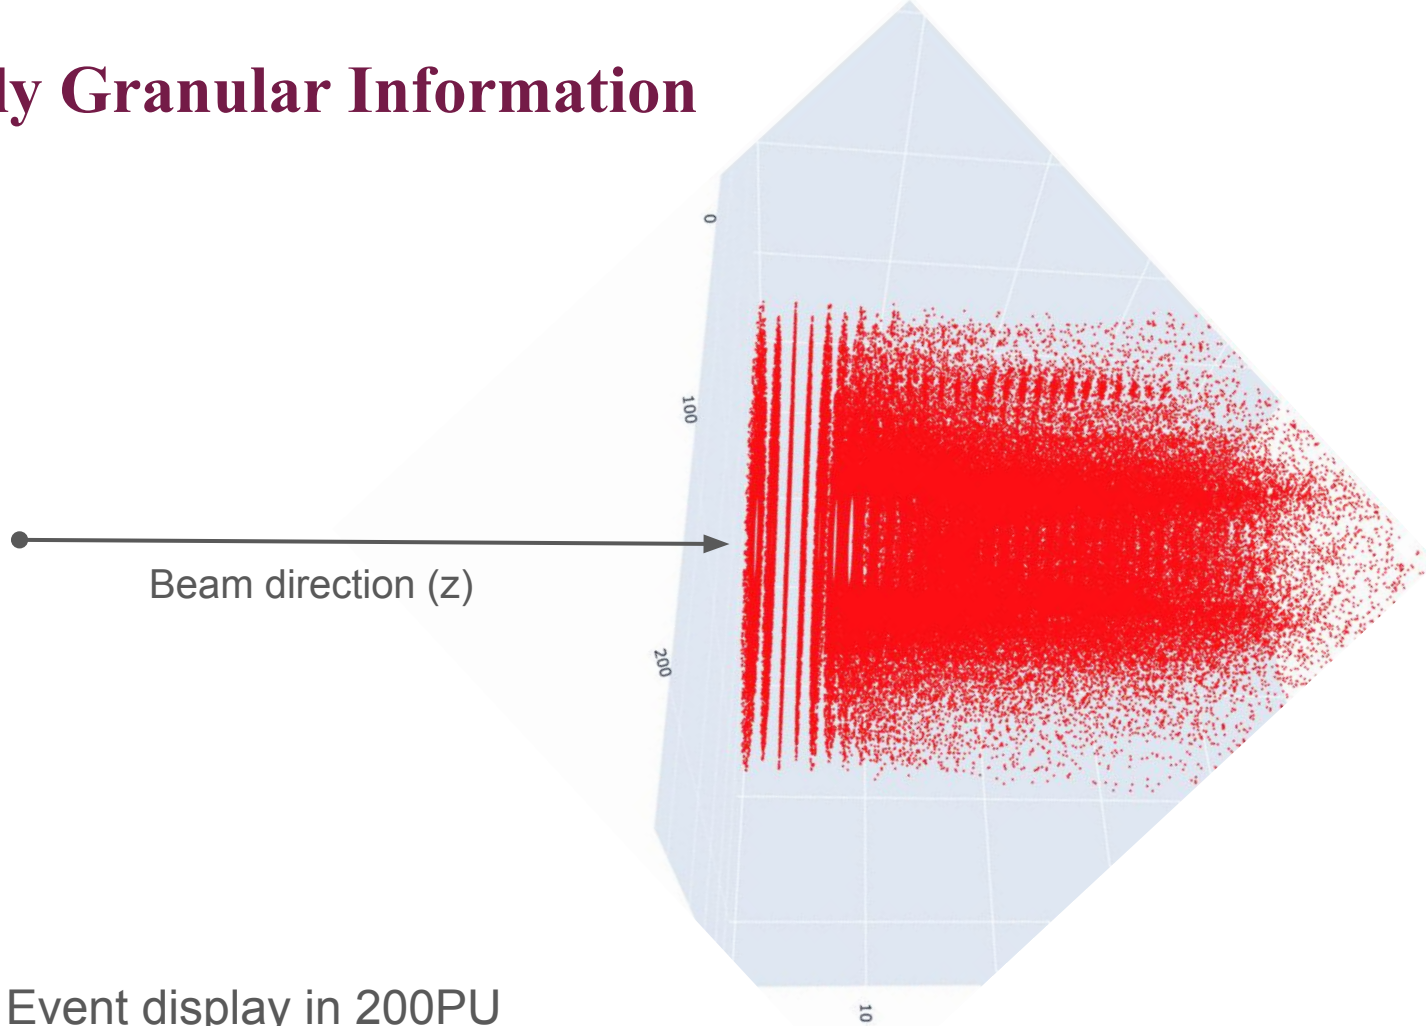 ly Granular Information
0
100
Beam direction (z)
200
Event display in 200PU
10